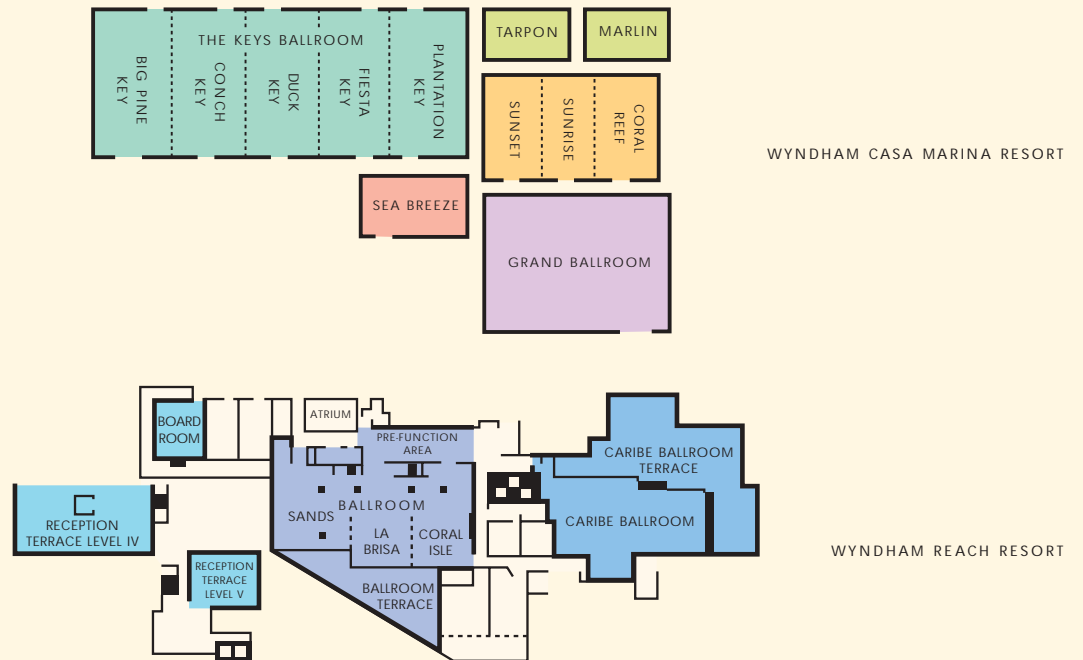 THE KEYS BALLROOM
BIG PINE
KEY
CONCH
KEY
DUCK
KEY
FIESTA
KEY
PLANTATION
KEY
TARPON
MARLIN
SUNSET
SUNRISE
CORAL
REEF
WYNDHAM CASA MARINA RESORT
SEA BREEZE
GRAND BALLROOM
BOARD
ROOM
ATRIUM
PRE-FUNCTION
AREA
CARIBE BALLROOM
TERRACE
RECEPTION
TERRACE LEVEL IV
BALLROOM
SANDS
LA
BRISA
CORAL
ISLE
CARIBE BALLROOM
WYNDHAM REACH RESORT
RECEPTION
TERRACE
LEVEL V
BALLROOM
TERRACE